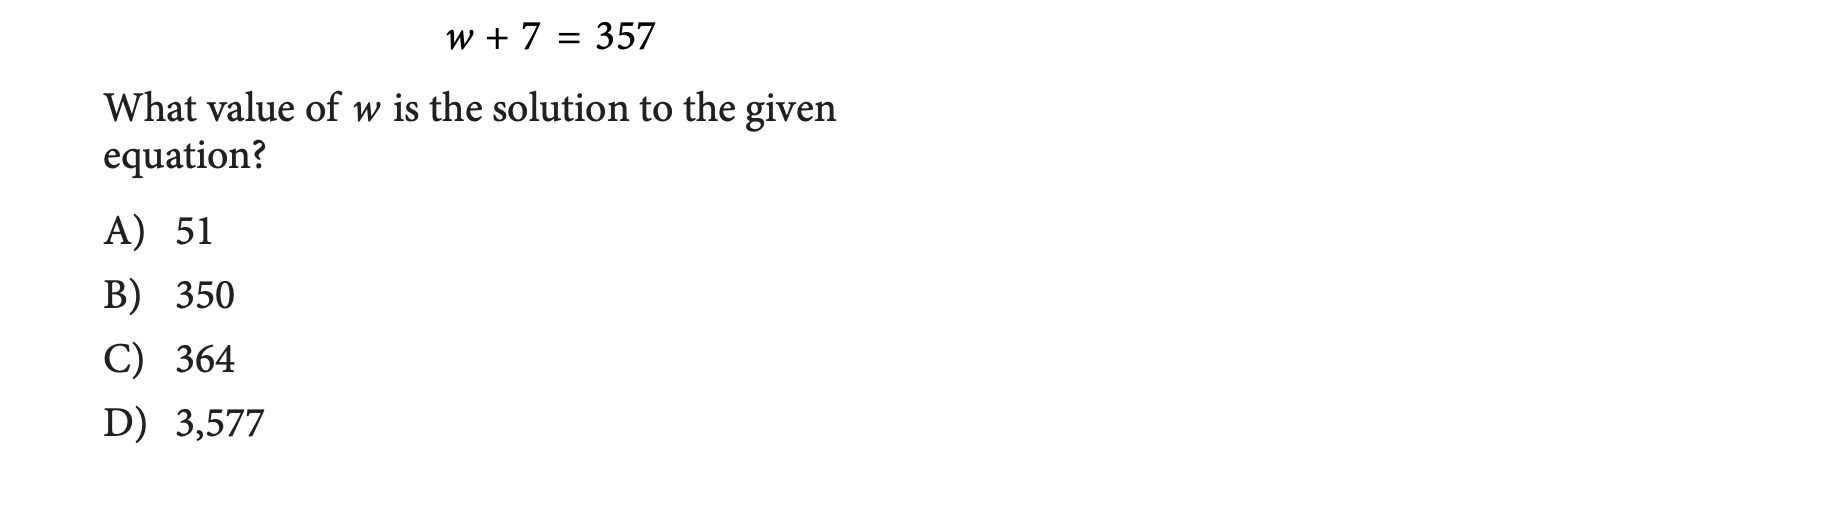 w + 7 = 357
What value of w is the solution to the given
equation?
A) 51
B) 350
C) 364
D) 3,577